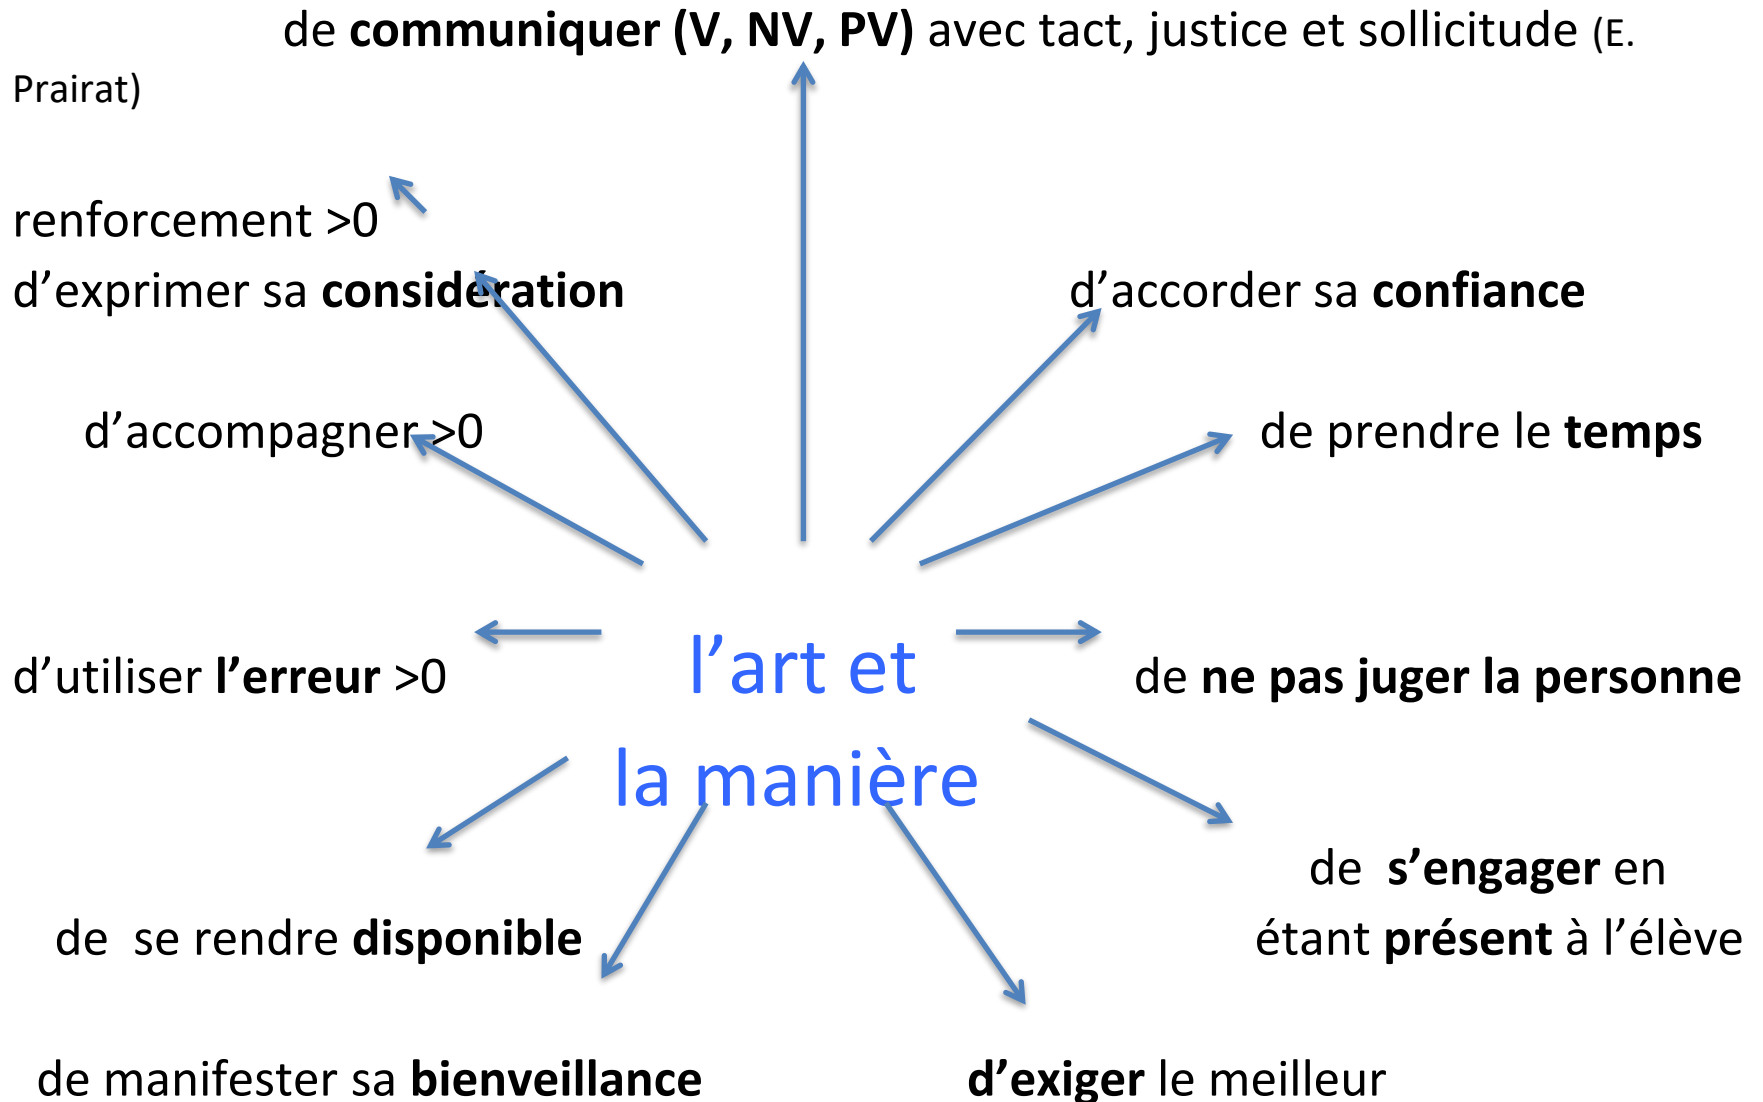 de communiquer (V, NV, PV) avec tact, justice et sollicitude (E.
Prairat)
renforcement >0
d’exprimer sa considération
d’accorder sa confiance
d’accompagner >0
de prendre le temps
l’art et
d’utiliser l’erreur >0
de ne pas juger la personne
la manière
de  s’engager en
de  se rendre disponible
étant présent à l’élève
de manifester sa bienveillance
d’exiger le meilleur